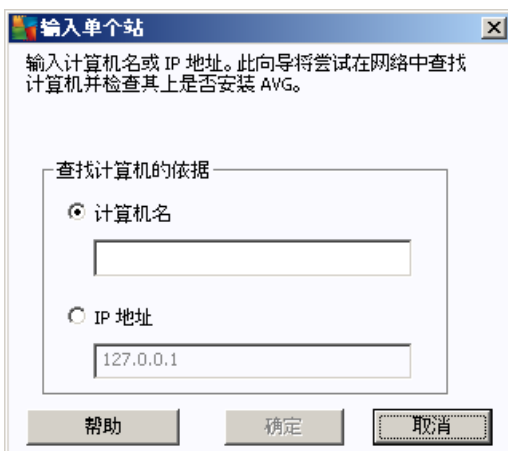 输入单个站
输入计算机名或 IP 地址。此向导将尝试在网络中查找
计算机并检查其上是否安装 AVG。
查找计算机的依据
计算机名
IP 地址
127.0.0.1
帮助
确定
取消